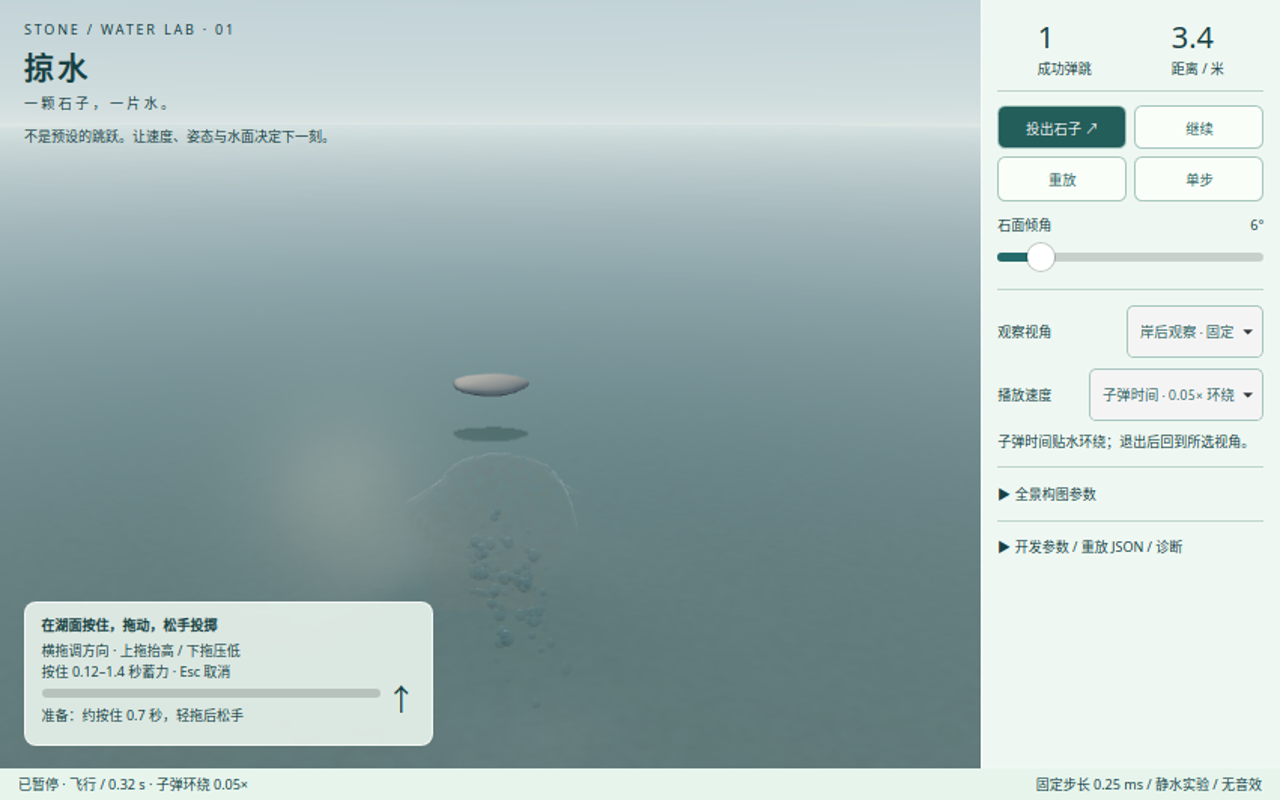 STONE / WATER LAB · 01
掠水
一颗石子，一片水。
不是预设的跳跃。让速度、姿态与水面决定下一刻。
在湖面按住，拖动，松手投掷
横拖调方向 · 上拖抬高 / 下拖压低
按住 0.12–1.4 秒蓄力 · Esc 取消
↑
准备：约按住 0.7 秒，轻拖后松手
1
成功弹跳
3.4
距离 / 米
投出石子 ↗
继续
重放
单步
石面倾角
6°
观察视角
岸后观察 · 固定
播放速度
子弹时间 · 0.05× 环绕
子弹时间贴水环绕；退出后回到所选视角。
▶ 全景构图参数
▶ 开发参数 / 重放 JSON / 诊断
已暂停 · 飞行 / 0.32 s · 子弹环绕 0.05×
固定步长 0.25 ms / 静水实验 / 无音效